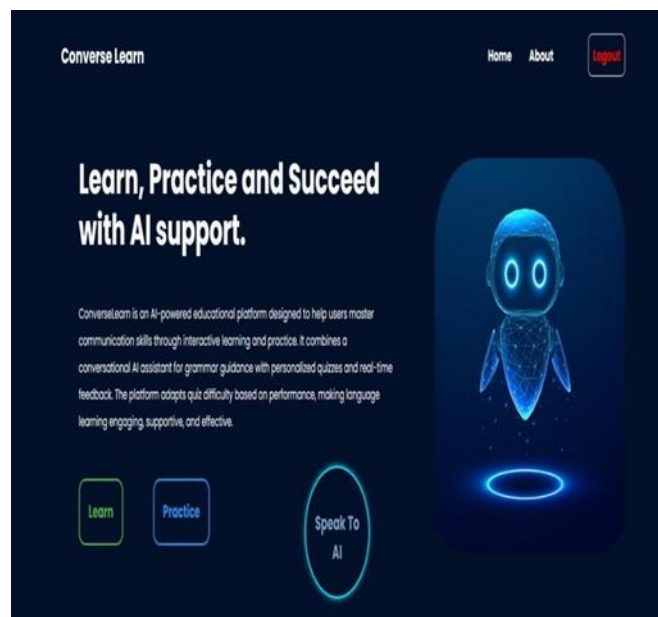 Converse Learn
Home About Logout
Learn, Practice and Succeed
with AI support.
ConverseLearn is an AI-powered educational platform designed to help users master
communication skills through interactive learning and practice. It combines a
conversational AI assistant for grammar guidance with personalized quizzes and real-time
feedback. The platform adapts quiz difficulty based on performance, making language
learning engaging, supportive, and effective.
Learn Practice
Speak To
AI